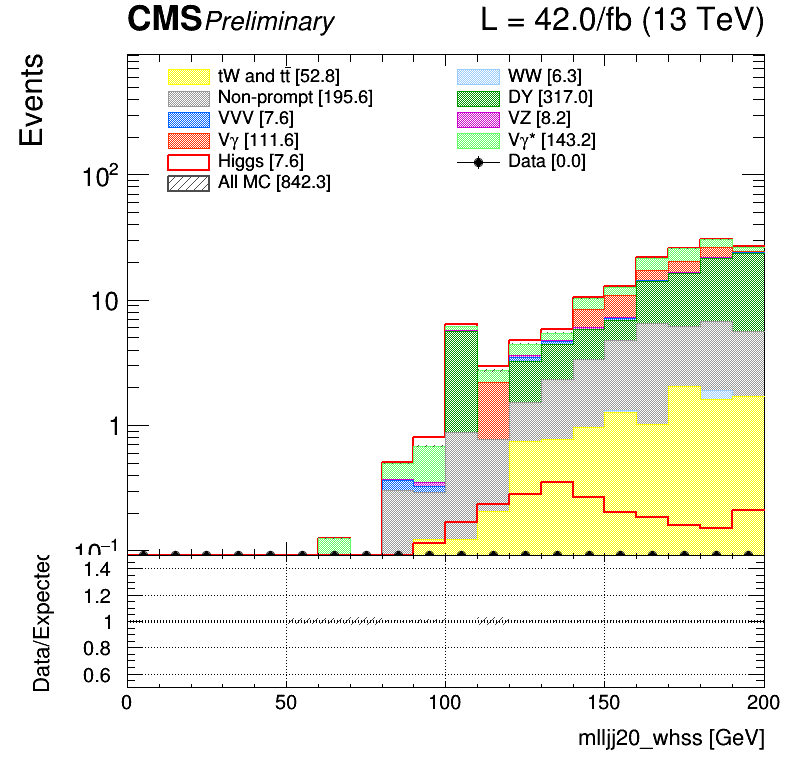 CMS Preliminary L = 42.0/fb (13 TeV)
Events
tW and tt̄ [52.8] WW [6.3]
Non-prompt [195.6] DY [317.0]
VVV [7.6] VZ [8.2]
Vγ [111.6] Vγ* [143.2]
Higgs [7.6] Data [0.0]
All MC [842.3]
10²
10
1
10⁻¹
Data/Expected
1.4
1.2
1
0.8
0.6
0 50 100 150 200
mlljj20_whss [GeV]